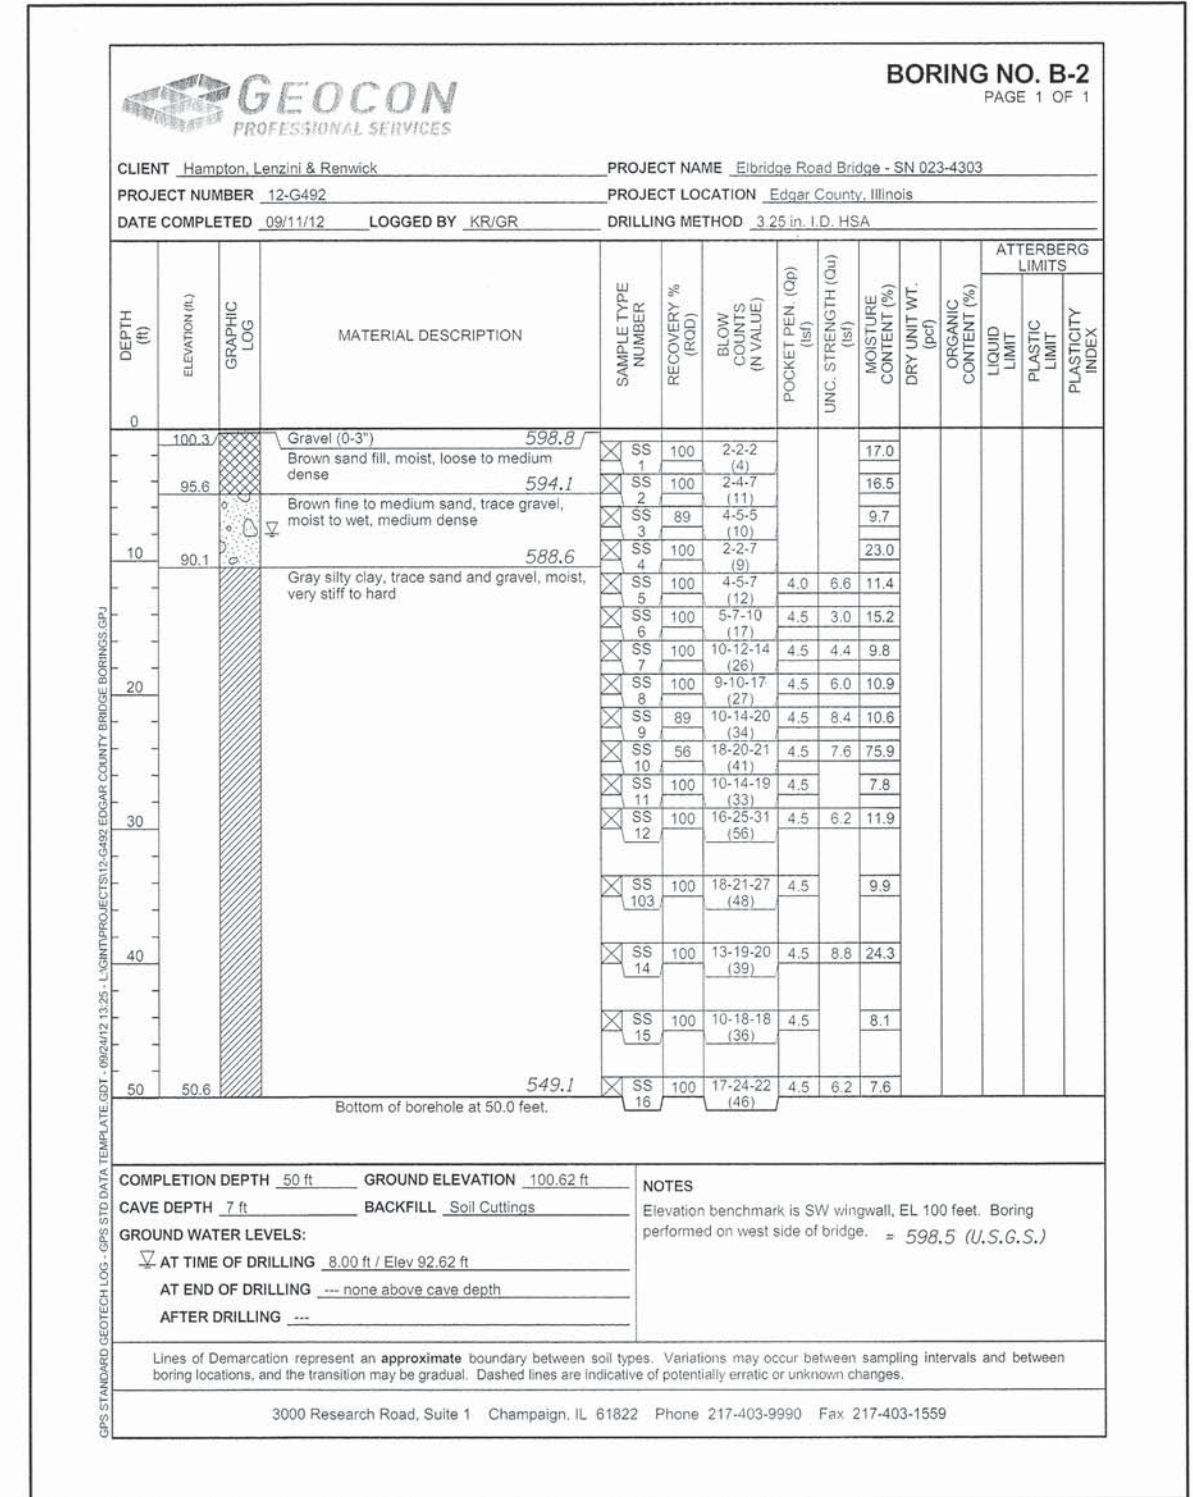 GEOCON
PROFESSIONAL SERVICES
BORING NO. B-2
PAGE 1 OF 1
CLIENT Hampton, Lenzini & Renwick
PROJECT NAME Elbridge Road Bridge - SN 023-4303
PROJECT NUMBER 12-G492
PROJECT LOCATION Edgar County, Illinois
DATE COMPLETED 09/11/12 LOGGED BY KR/GR
DRILLING METHOD 3.25 in. I.D. HSA
DEPTH (ft)
ELEVATION (ft.)
GRAPHIC LOG
MATERIAL DESCRIPTION
SAMPLE TYPE NUMBER
RECOVERY % (RQD)
BLOW COUNTS (N VALUE)
POCKET PEN. (Qp) (tsf)
UNC. STRENGTH (Qu) (tsf)
MOISTURE CONTENT (%)
DRY UNIT WT. (pcf)
ORGANIC CONTENT (%)
ATTERBERG LIMITS
LIQUID LIMIT
PLASTIC LIMIT
PLASTICITY INDEX
0
100.3 Gravel (0-3") 598.8
Brown sand fill, moist, loose to medium
dense 594.1
95.6
Brown fine to medium sand, trace gravel,
moist to wet, medium dense
10 90.1 588.6
Gray silty clay, trace sand and gravel, moist,
very stiff to hard
20
30
40
50 50.6 549.1
SS 1 100 2-2-2 (4) 17.0
SS 2 100 2-4-7 (11) 16.5
SS 3 89 4-5-5 (10) 9.7
SS 4 100 2-2-7 (9) 23.0
SS 5 100 4-5-7 (12) 4.0 6.6 11.4
SS 6 100 5-7-10 (17) 4.5 3.0 15.2
SS 7 100 10-12-14 (26) 4.5 4.4 9.8
SS 8 100 9-10-17 (27) 4.5 6.0 10.9
SS 9 89 10-14-20 (34) 4.5 8.4 10.6
SS 10 56 18-20-21 (41) 4.5 7.6 75.9
SS 11 100 10-14-19 (33) 4.5 7.8
SS 12 100 16-25-31 (56) 4.5 6.2 11.9
SS 103 100 18-21-27 (48) 4.5 9.9
SS 14 100 13-19-20 (39) 4.5 8.8 24.3
SS 15 100 10-18-18 (36) 4.5 8.1
SS 16 100 17-24-22 (46) 4.5 6.2 7.6
Bottom of borehole at 50.0 feet.
COMPLETION DEPTH 50 ft GROUND ELEVATION 100.62 ft
CAVE DEPTH 7 ft BACKFILL Soil Cuttings
GROUND WATER LEVELS:
AT TIME OF DRILLING 8.00 ft / Elev 92.62 ft
AT END OF DRILLING --- none above cave depth
AFTER DRILLING ---
NOTES
Elevation benchmark is SW wingwall, EL 100 feet. Boring
performed on west side of bridge. = 598.5 (U.S.G.S.)
Lines of Demarcation represent an approximate boundary between soil types. Variations may occur between sampling intervals and between
boring locations, and the transition may be gradual. Dashed lines are indicative of potentially erratic or unknown changes.
3000 Research Road, Suite 1 Champaign, IL 61822 Phone 217-403-9990 Fax 217-403-1559
GPS STANDARD GEOTECH LOG - GPS STD DATA TEMPLATE.GDT - 09/24/12 13:25 - L:\GINT\PROJECTS\12-G492 EDGAR COUNTY BRIDGE BORINGS.GPJ